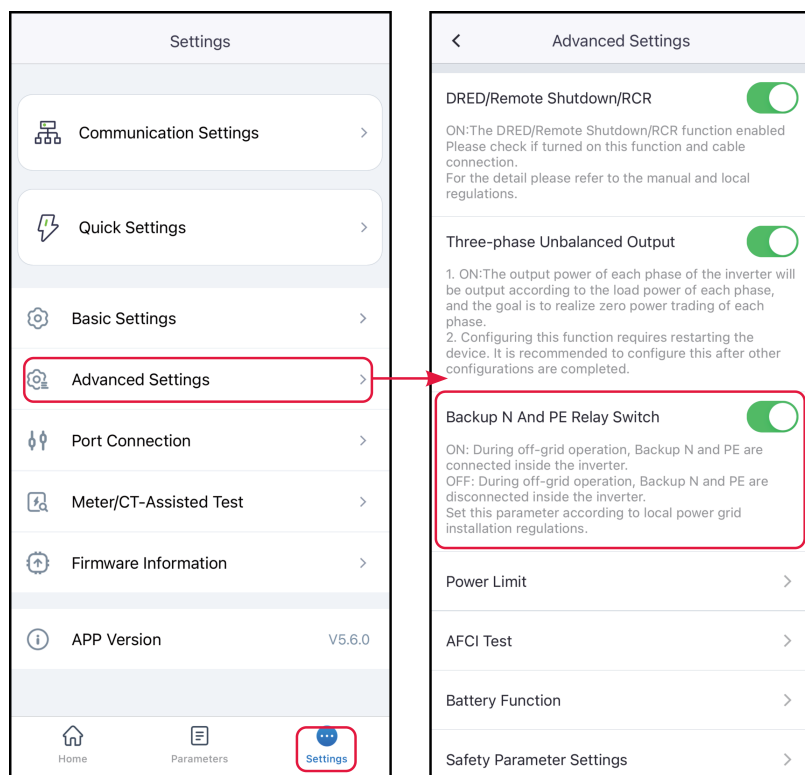 Settings
Communication Settings
Quick Settings
Basic Settings
Advanced Settings
Port Connection
Meter/CT-Assisted Test
Firmware Information
APP Version V5.6.0
Home Parameters Settings
Advanced Settings
DRED/Remote Shutdown/RCR
ON:The DRED/Remote Shutdown/RCR function enabled
Please check if turned on this function and cable
connection.
For the detail please refer to the manual and local
regulations.
Three-phase Unbalanced Output
1. ON:The output power of each phase of the inverter will
be output according to the load power of each phase,
and the goal is to realize zero power trading of each
phase.
2. Configuring this function requires restarting the
device. It is recommended to configure this after other
configurations are completed.
Backup N And PE Relay Switch
ON: During off-grid operation, Backup N and PE are
connected inside the inverter.
OFF: During off-grid operation, Backup N and PE are
disconnected inside the inverter.
Set this parameter according to local power grid
installation regulations.
Power Limit
AFCI Test
Battery Function
Safety Parameter Settings